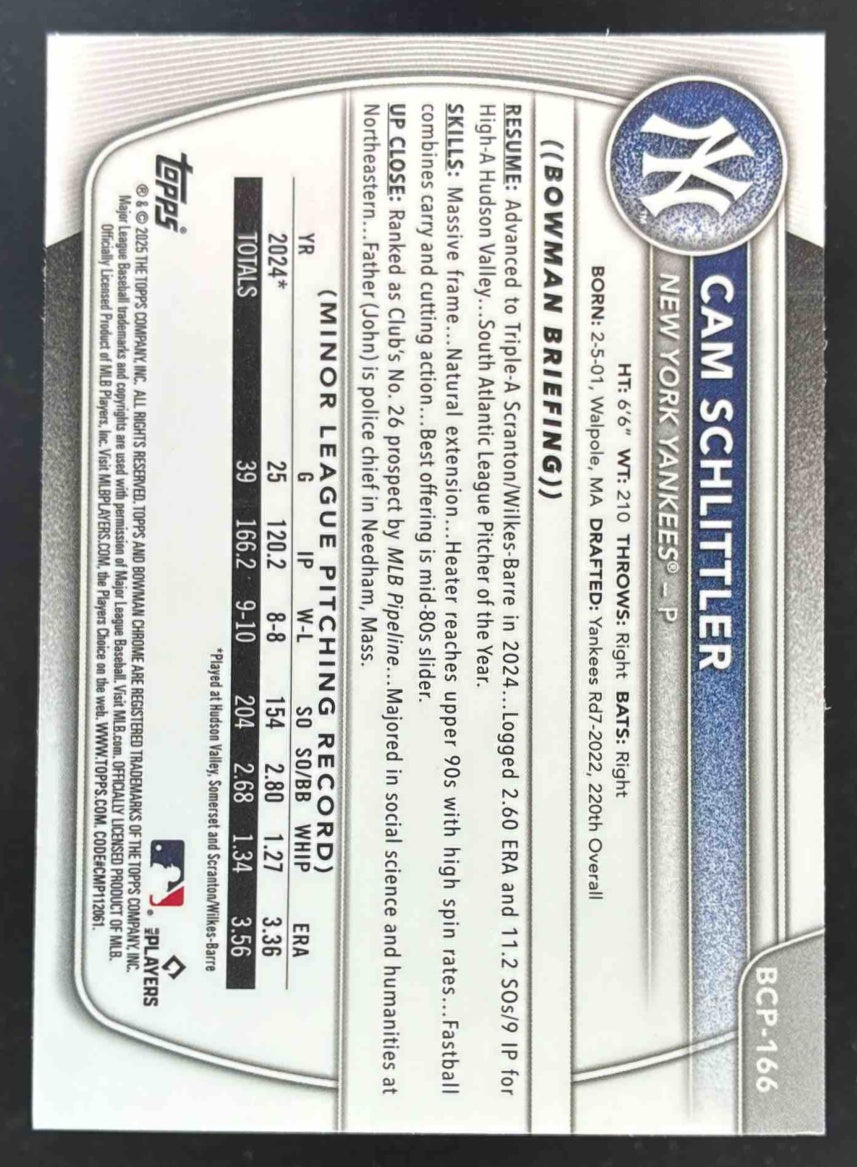 BCP-166
CAM SCHLITTLER
NEW YORK YANKEES® – P
HT: 6'6" WT: 210 THROWS: Right BATS: Right
BORN: 2-5-01, Walpole, MA DRAFTED: Yankees Rd7-2022, 220th Overall
((BOWMAN BRIEFING))
RESUME: Advanced to Triple-A Scranton/Wilkes-Barre in 2024...Logged 2.60 ERA and 11.2 SOs/9 IP for
High-A Hudson Valley...South Atlantic League Pitcher of the Year.
SKILLS: Massive frame...Natural extension...Heater reaches upper 90s with high spin rates...Fastball
combines carry and cutting action...Best offering is mid-80s slider.
UP CLOSE: Ranked as Club's No. 26 prospect by MLB Pipeline...Majored in social science and humanities at
Northeastern...Father (John) is police chief in Needham, Mass.
(MINOR LEAGUE PITCHING RECORD)
YR G IP W-L SO SO/BB WHIP ERA
2024* 25 120.2 8-8 154 2.80 1.27 3.36
TOTALS 39 166.2 9-10 204 2.68 1.34 3.56
*Played at Hudson Valley, Somerset and Scranton/Wilkes-Barre
topps®
MLB PLAYERS
® & © 2025 THE TOPPS COMPANY, INC. ALL RIGHTS RESERVED. TOPPS AND BOWMAN CHROME ARE REGISTERED TRADEMARKS OF THE TOPPS COMPANY, INC.
Major League Baseball trademarks and copyrights are used with permission of Major League Baseball. Visit MLB.com. OFFICIALLY LICENSED PRODUCT OF MLB.
Officially Licensed Product of MLB Players, Inc. Visit MLBPLAYERS.COM, the Players Choice on the web. WWW.TOPPS.COM. CODE#CMP112061.